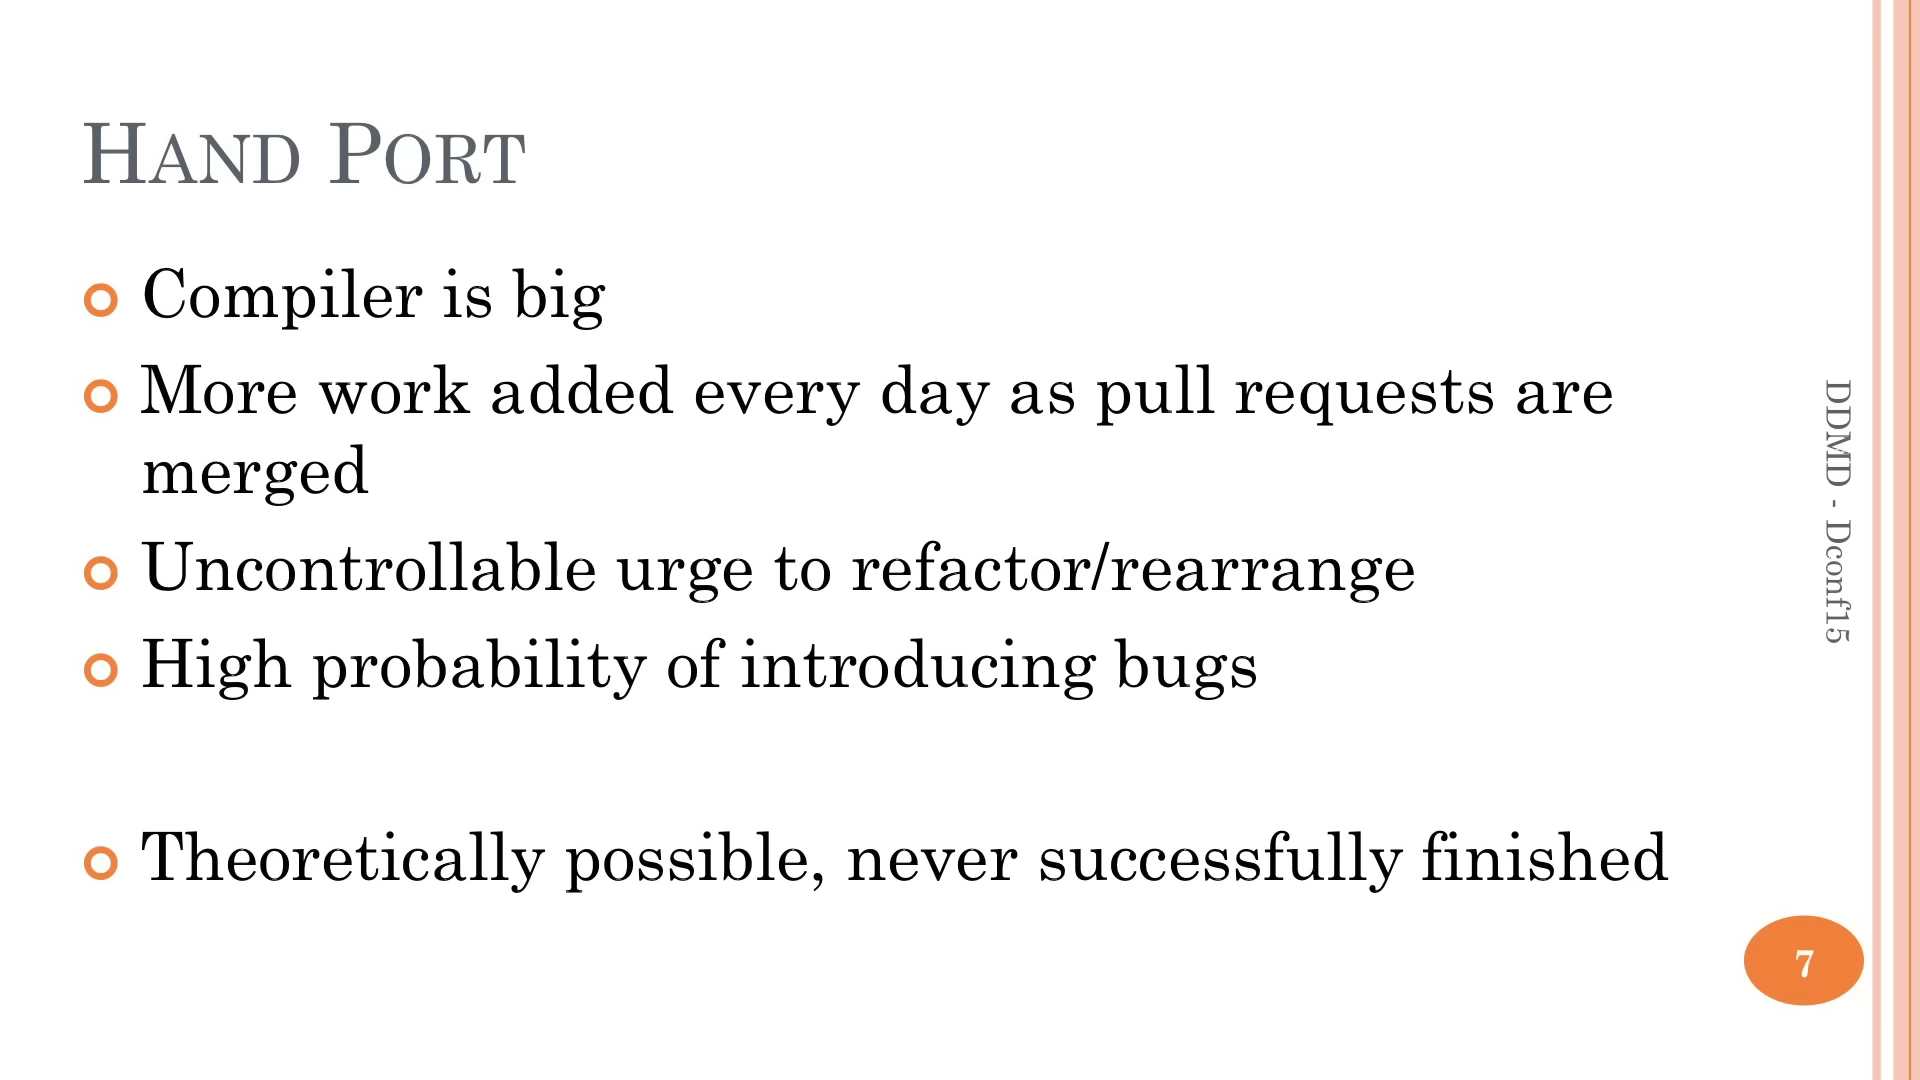 Hand Port
Compiler is big
More work added every day as pull requests are
merged
Uncontrollable urge to refactor/rearrange
High probability of introducing bugs
Theoretically possible, never successfully finished
DDMD - Dconf15
7